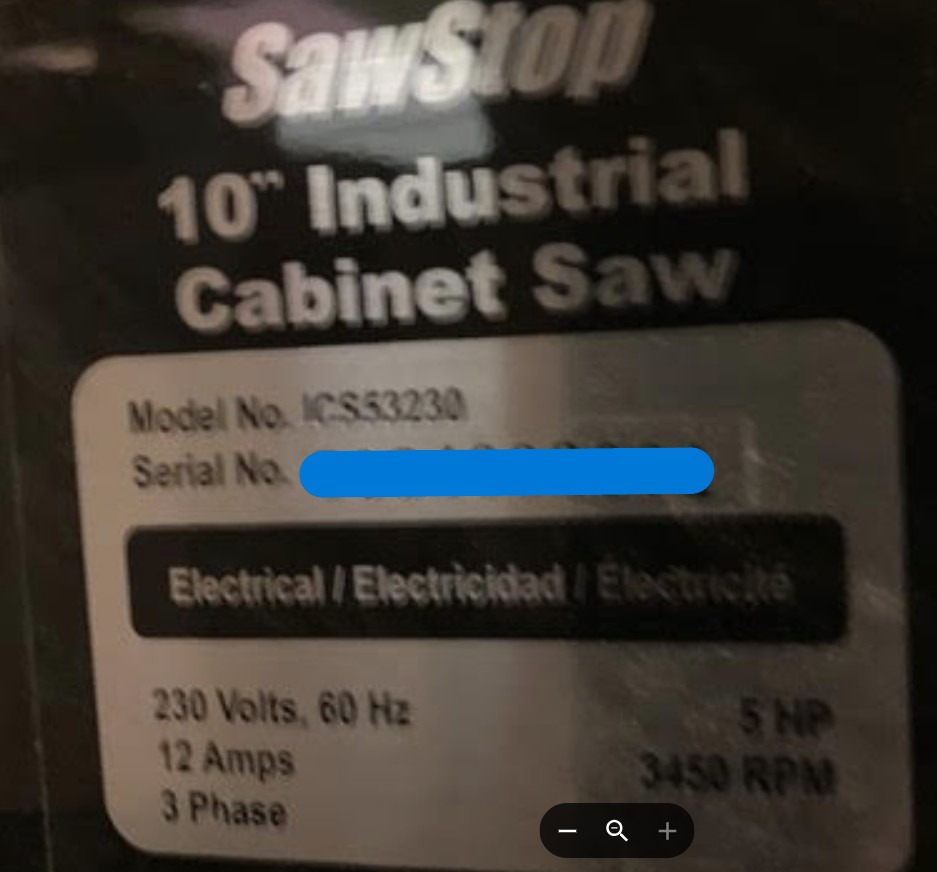 SawStop
10" Industrial
Cabinet Saw
Model No. ICS53230
Serial No.
Electrical / Electricidad / Électricité
230 Volts, 60 Hz
5 HP
12 Amps
3450 RPM
3 Phase